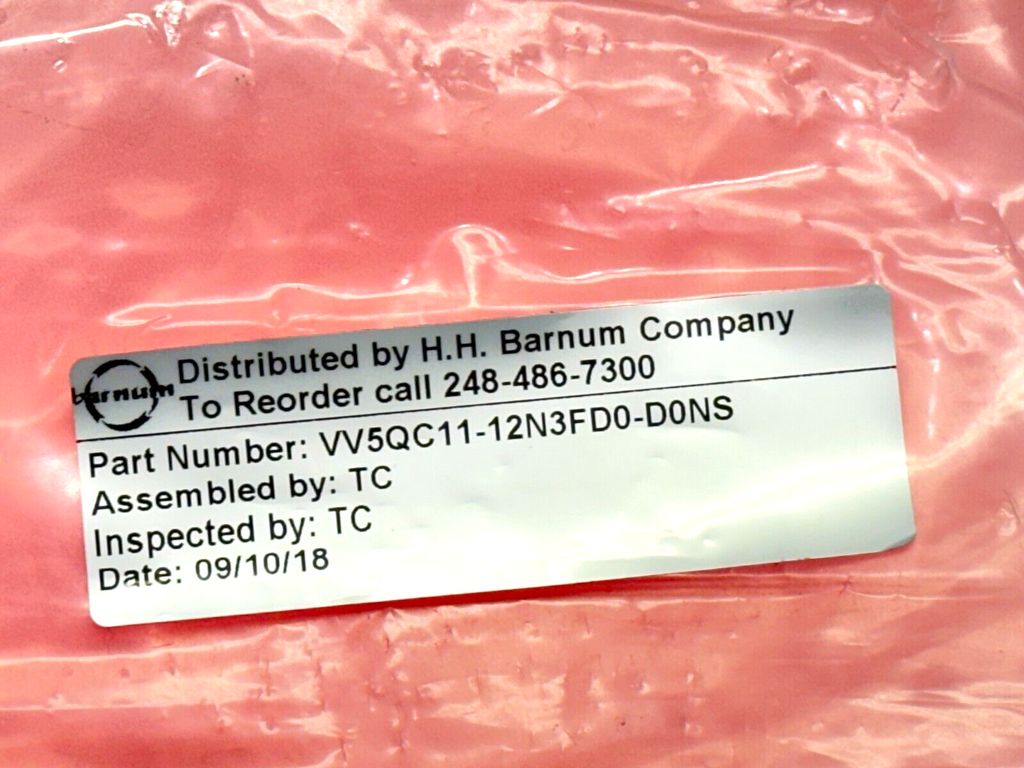 barnum
Distributed by H.H. Barnum Company
To Reorder call 248-486-7300
Part Number: VV5QC11-12N3FD0-D0NS
Assembled by: TC
Inspected by: TC
Date: 09/10/18